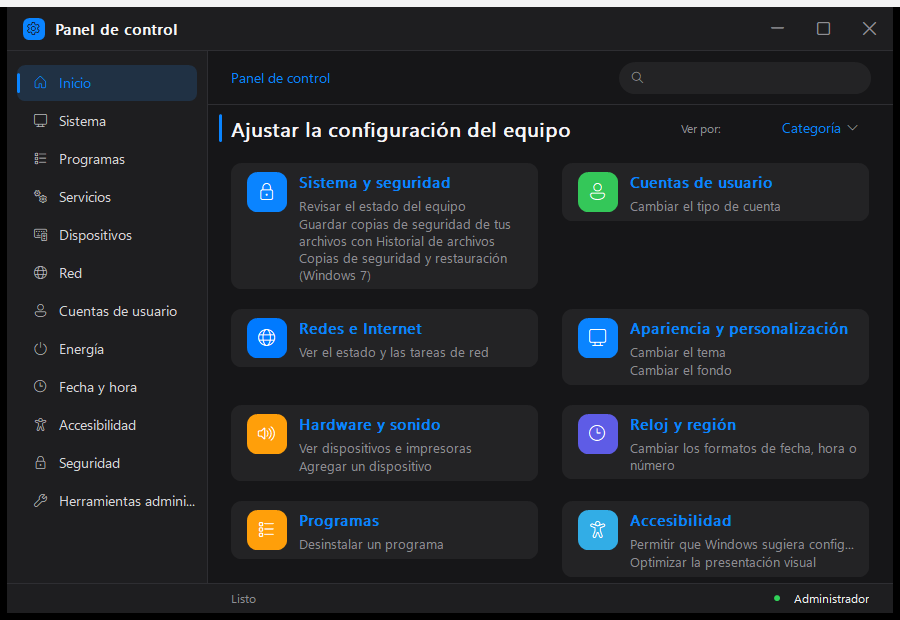 Panel de control
Inicio
Sistema
Programas
Servicios
Dispositivos
Red
Cuentas de usuario
Energía
Fecha y hora
Accesibilidad
Seguridad
Herramientas admini...
Panel de control
Ajustar la configuración del equipo
Ver por:
Categoría
Sistema y seguridad
Revisar el estado del equipo
Guardar copias de seguridad de tus
archivos con Historial de archivos
Copias de seguridad y restauración
(Windows 7)
Cuentas de usuario
Cambiar el tipo de cuenta
Redes e Internet
Ver el estado y las tareas de red
Apariencia y personalización
Cambiar el tema
Cambiar el fondo
Hardware y sonido
Ver dispositivos e impresoras
Agregar un dispositivo
Reloj y región
Cambiar los formatos de fecha, hora o
número
Programas
Desinstalar un programa
Accesibilidad
Permitir que Windows sugiera config...
Optimizar la presentación visual
Listo
Administrador